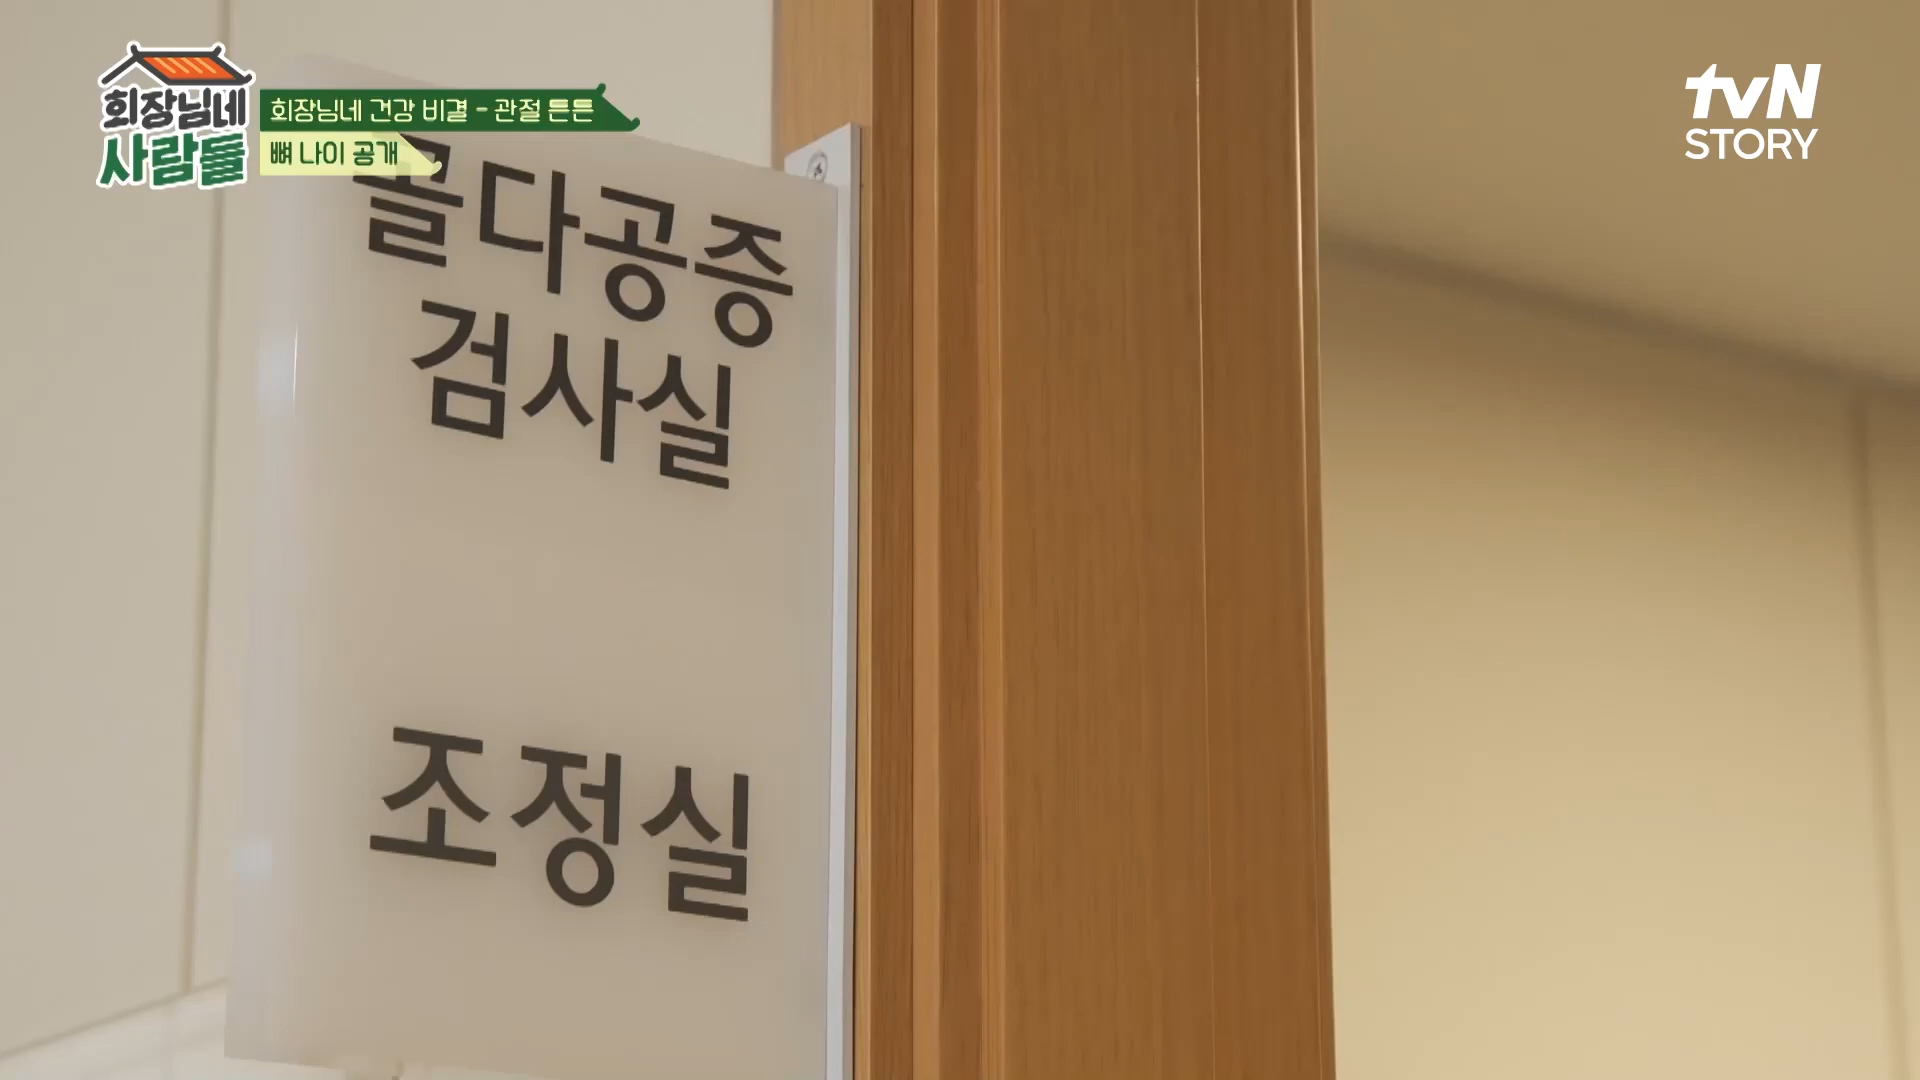 회장님네
사람들
회장님네 건강 비결 - 관절 튼튼
뼈 나이 공개
tvN
STORY
골다공증
검사실
조정실